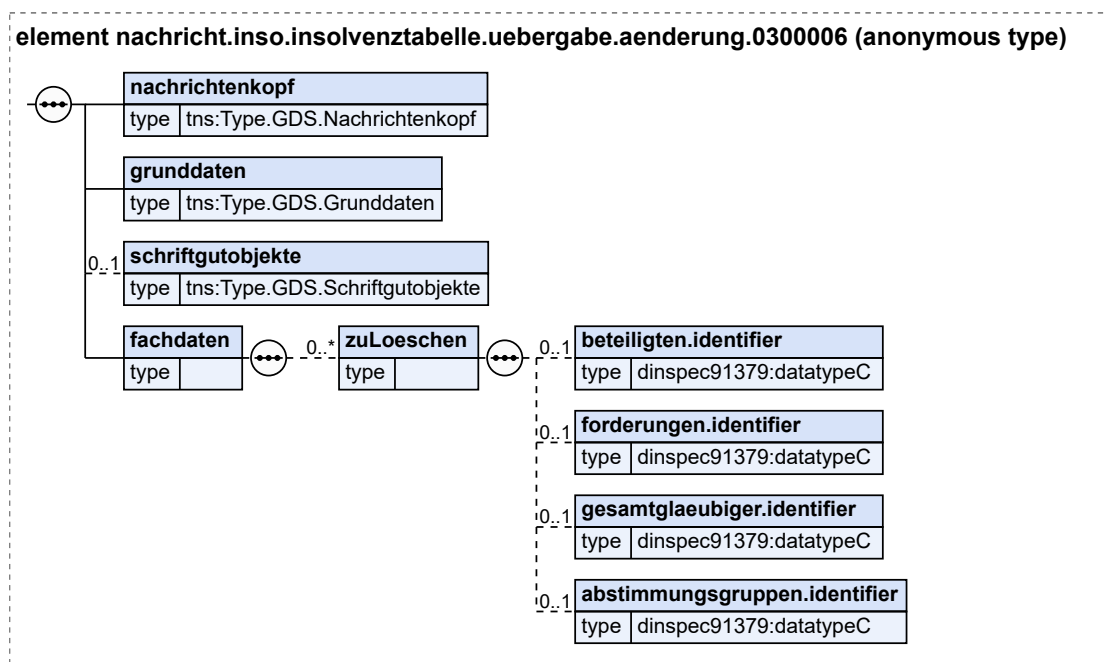 element nachricht.inso.insolvenztabelle.uebergabe.aenderung.0300006 (anonymous type)
nachrichtenkopf
type tns:Type.GDS.Nachrichtenkopf
grunddaten
type tns:Type.GDS.Grunddaten
0..1 schriftgutobjekte
type tns:Type.GDS.Schriftgutobjekte
fachdaten
type
0..* zuLoeschen
type
0..1 beteiligten.identifier
type dinspec91379:datatypeC
0..1 forderungen.identifier
type dinspec91379:datatypeC
0..1 gesamtglaeubiger.identifier
type dinspec91379:datatypeC
0..1 abstimmungsgruppen.identifier
type dinspec91379:datatypeC